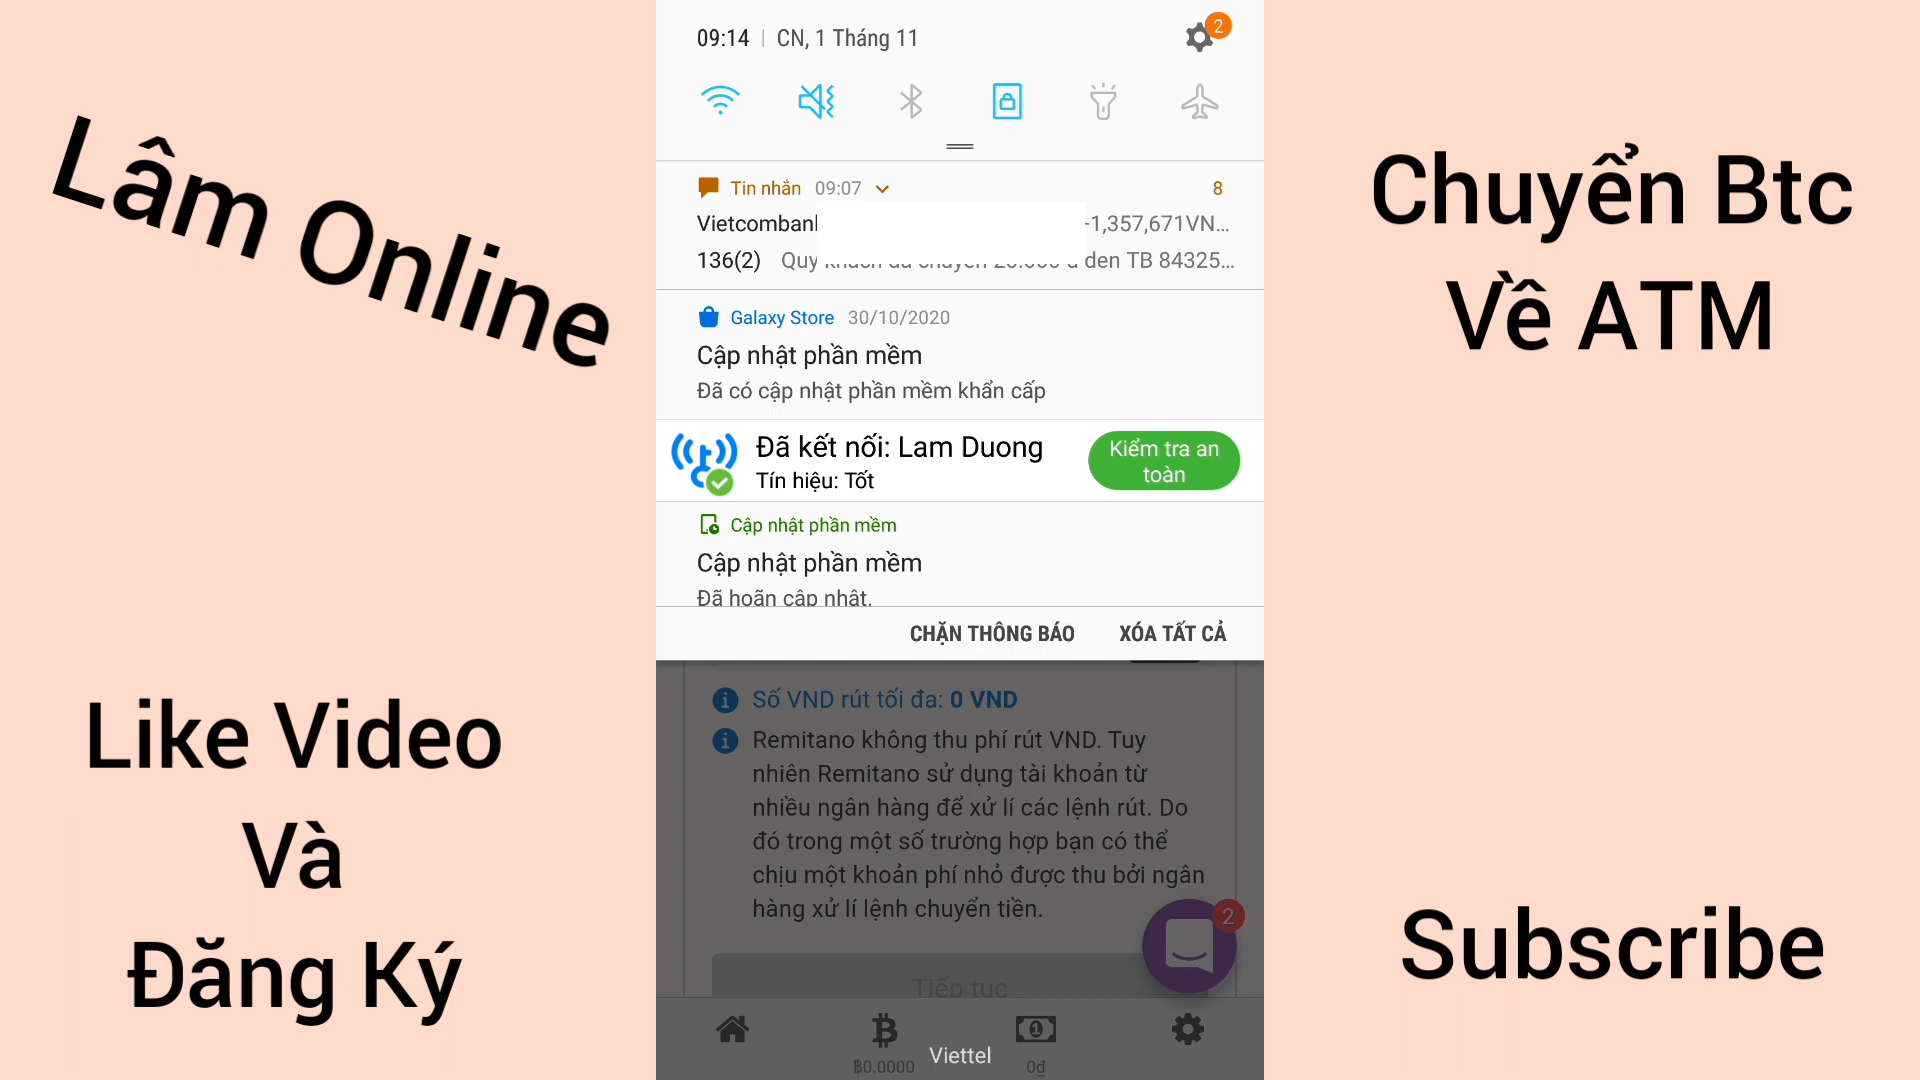 Lâm Online
Like Video
Và
Đăng Ký
09:14 | CN, 1 Tháng 11
2
Tin nhắn 09:07
8
Vietcombank -1,357,671VN...
136(2) Quy khach da chuyen 20.000 d den TB 84325...
Galaxy Store 30/10/2020
Cập nhật phần mềm
Đã có cập nhật phần mềm khẩn cấp
Đã kết nối: Lam Duong
Tín hiệu: Tốt
Kiểm tra an
toàn
Cập nhật phần mềm
Cập nhật phần mềm
Đã hoãn cập nhật.
CHẶN THÔNG BÁO XÓA TẤT CẢ
Số VND rút tối đa: 0 VND
Remitano không thu phí rút VND. Tuy
nhiên Remitano sử dụng tài khoản từ
nhiều ngân hàng để xử lí các lệnh rút. Do
đó trong một số trường hợp bạn có thể
chịu một khoản phí nhỏ được thu bởi ngân
hàng xử lí lệnh chuyển tiền.
2
Tiếp tục
฿0.0000
Viettel
0₫
Chuyển Btc
Về ATM
Subscribe